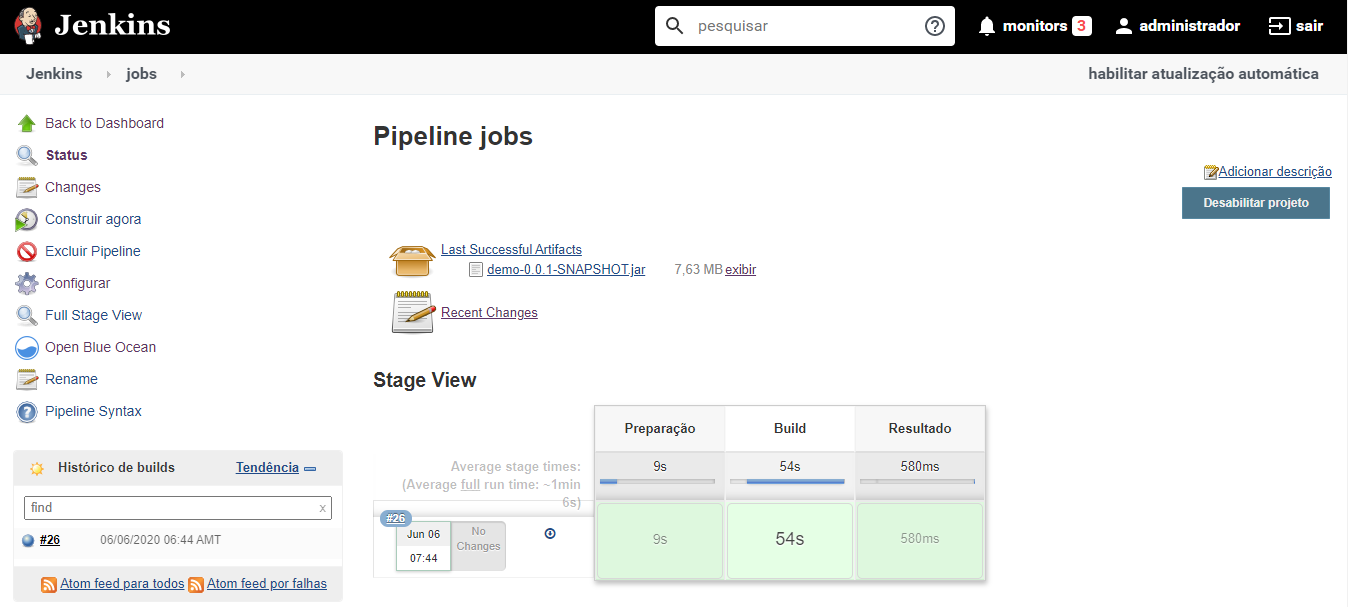 Jenkins
pesquisar
monitors 3
administrador
sair
Jenkins
jobs
habilitar atualização automática
Back to Dashboard
Status
Changes
Construir agora
Excluir Pipeline
Configurar
Full Stage View
Open Blue Ocean
Rename
Pipeline Syntax
Histórico de builds
Tendência
find
x
#26
06/06/2020 06:44 AMT
Atom feed para todos
Atom feed por falhas
Pipeline jobs
Adicionar descrição
Desabilitar projeto
Last Successful Artifacts
demo-0.0.1-SNAPSHOT.jar 7,63 MB exibir
Recent Changes
Stage View
Preparação Build Resultado
Average stage times:
(Average full run time: ~1min
6s)
9s 54s 580ms
#26
Jun 06
07:44
No
Changes
9s 54s 580ms